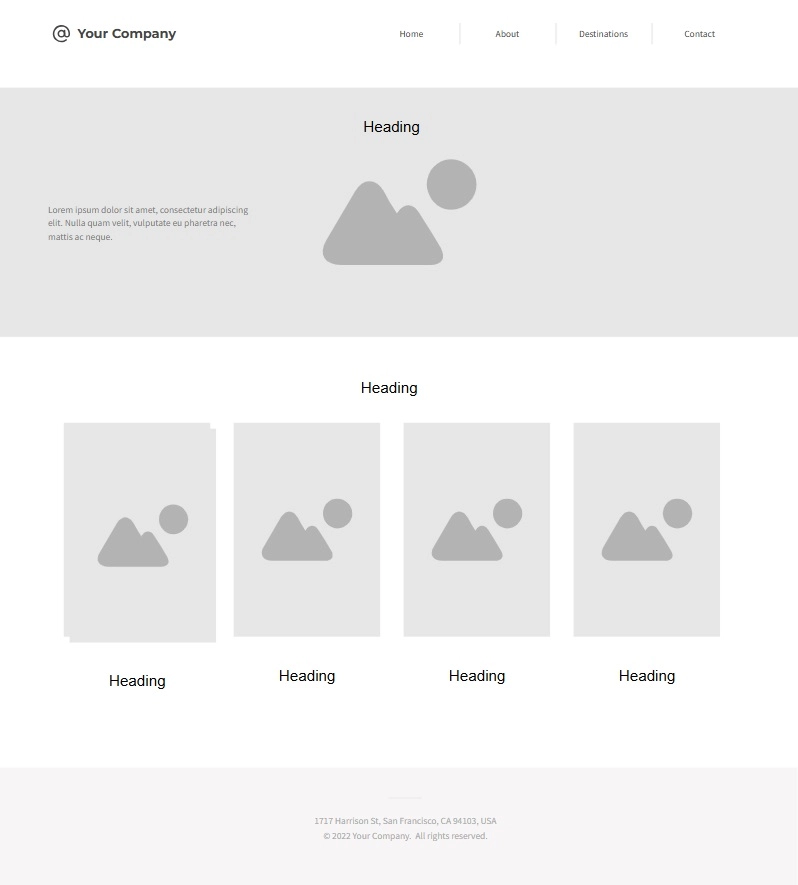 @ Your Company
Home
About
Destinations
Contact
Heading
Lorem ipsum dolor sit amet, consectetur adipiscing
elit. Nulla quam velit, vulputate eu pharetra nec,
mattis ac neque.
Heading
Heading
Heading
Heading
Heading
1717 Harrison St, San Francisco, CA 94103, USA
© 2022 Your Company.  All rights reserved.